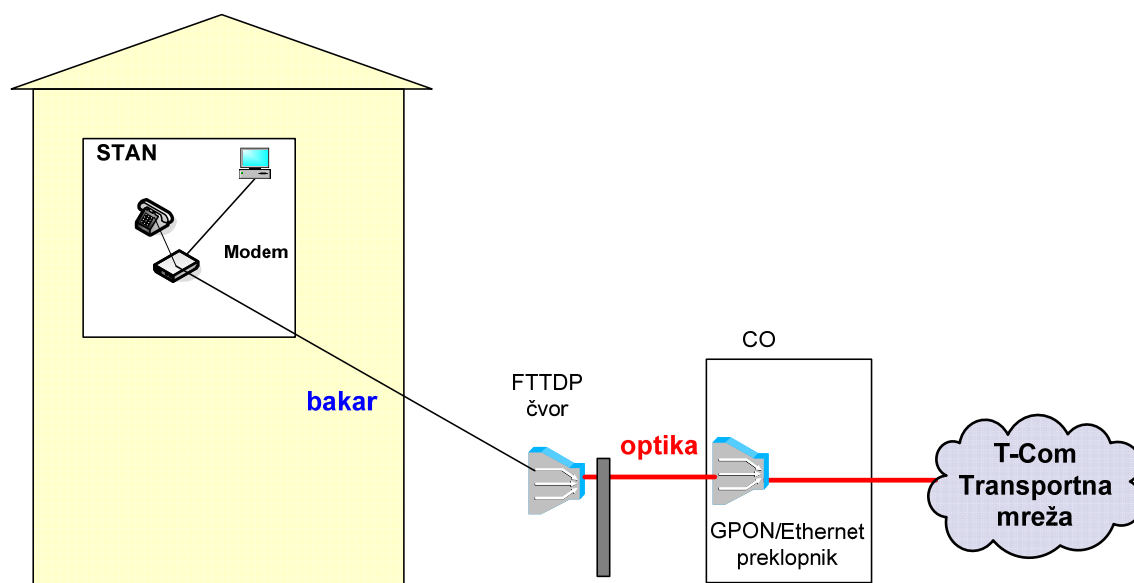 STAN
Modem
bakar
FTTDP
čvor
optika
CO
GPON/Ethernet
preklopnik
T-Com
Transportna
mreža